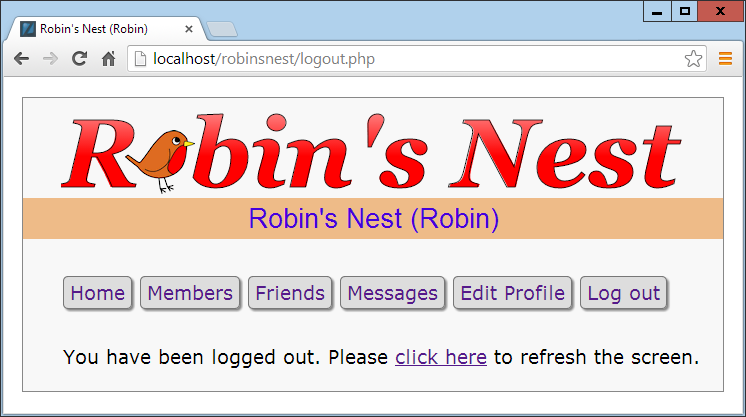 Robin's Nest (Robin)
localhost/robinsnest/logout.php
Robin's Nest
Robin's Nest (Robin)
Home Members Friends Messages Edit Profile Log out
You have been logged out. Please click here to refresh the screen.